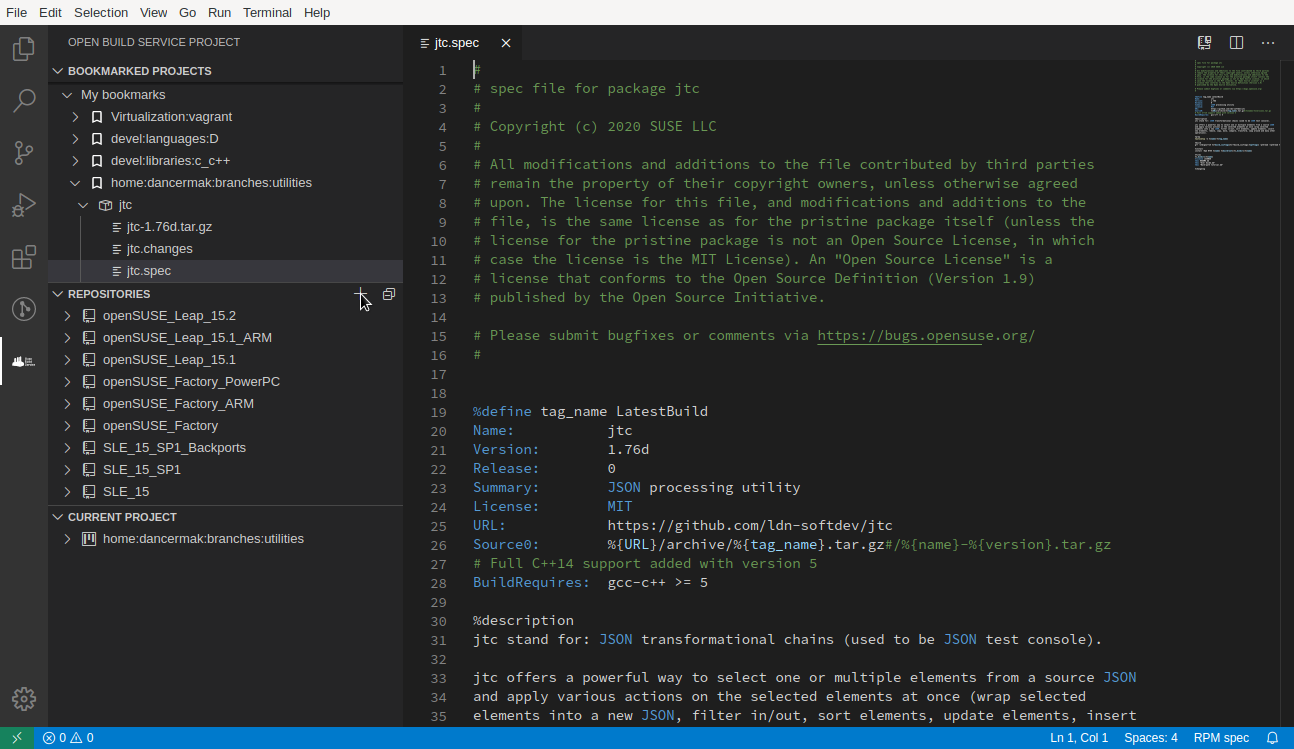 File Edit Selection View Go Run Terminal Help
OPEN BUILD SERVICE PROJECT
BOOKMARKED PROJECTS
My bookmarks
Virtualization:vagrant
devel:languages:D
devel:libraries:c_c++
home:dancermak:branches:utilities
jtc
jtc-1.76d.tar.gz
jtc.changes
jtc.spec
REPOSITORIES
openSUSE_Leap_15.2
openSUSE_Leap_15.1_ARM
openSUSE_Leap_15.1
openSUSE_Factory_PowerPC
openSUSE_Factory_ARM
openSUSE_Factory
SLE_15_SP1_Backports
SLE_15_SP1
SLE_15
CURRENT PROJECT
home:dancermak:branches:utilities
jtc.spec
1 #
2 # spec file for package jtc
3 #
4 # Copyright (c) 2020 SUSE LLC
5 #
6 # All modifications and additions to the file contributed by third parties
7 # remain the property of their copyright owners, unless otherwise agreed
8 # upon. The license for this file, and modifications and additions to the
9 # file, is the same license as for the pristine package itself (unless the
10 # license for the pristine package is not an Open Source License, in which
11 # case the license is the MIT License). An "Open Source License" is a
12 # license that conforms to the Open Source Definition (Version 1.9)
13 # published by the Open Source Initiative.
14
15 # Please submit bugfixes or comments via https://bugs.opensuse.org/
16 #
17
18
19 %define tag_name LatestBuild
20 Name: jtc
21 Version: 1.76d
22 Release: 0
23 Summary: JSON processing utility
24 License: MIT
25 URL: https://github.com/ldn-softdev/jtc
26 Source0: %{URL}/archive/%{tag_name}.tar.gz#/%{name}-%{version}.tar.gz
27 # Full C++14 support added with version 5
28 BuildRequires: gcc-c++ >= 5
29
30 %description
31 jtc stand for: JSON transformational chains (used to be JSON test console).
32
33 jtc offers a powerful way to select one or multiple elements from a source JSON
34 and apply various actions on the selected elements at once (wrap selected
35 elements into a new JSON, filter in/out, sort elements, update elements, insert
0 0 Ln 1, Col 1 Spaces: 4 RPM spec